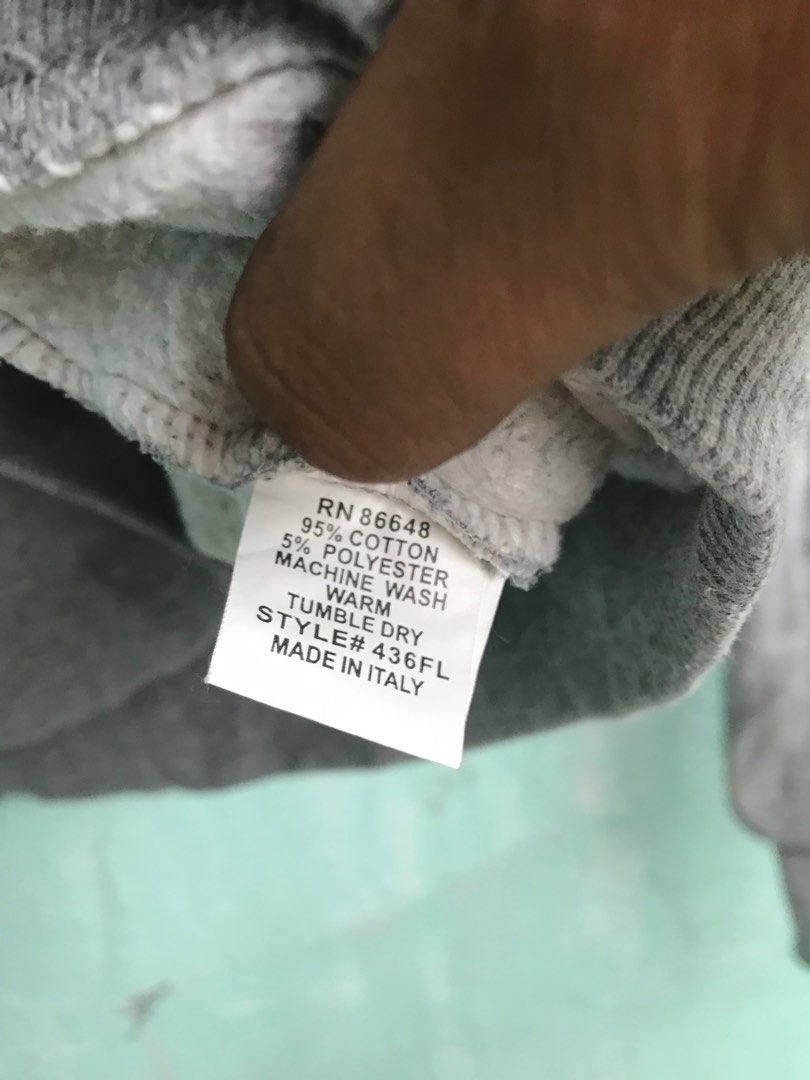 RN 86648
95% COTTON
5% POLYESTER
MACHINE WASH
WARM
TUMBLE DRY
STYLE# 436FL
MADE IN ITALY